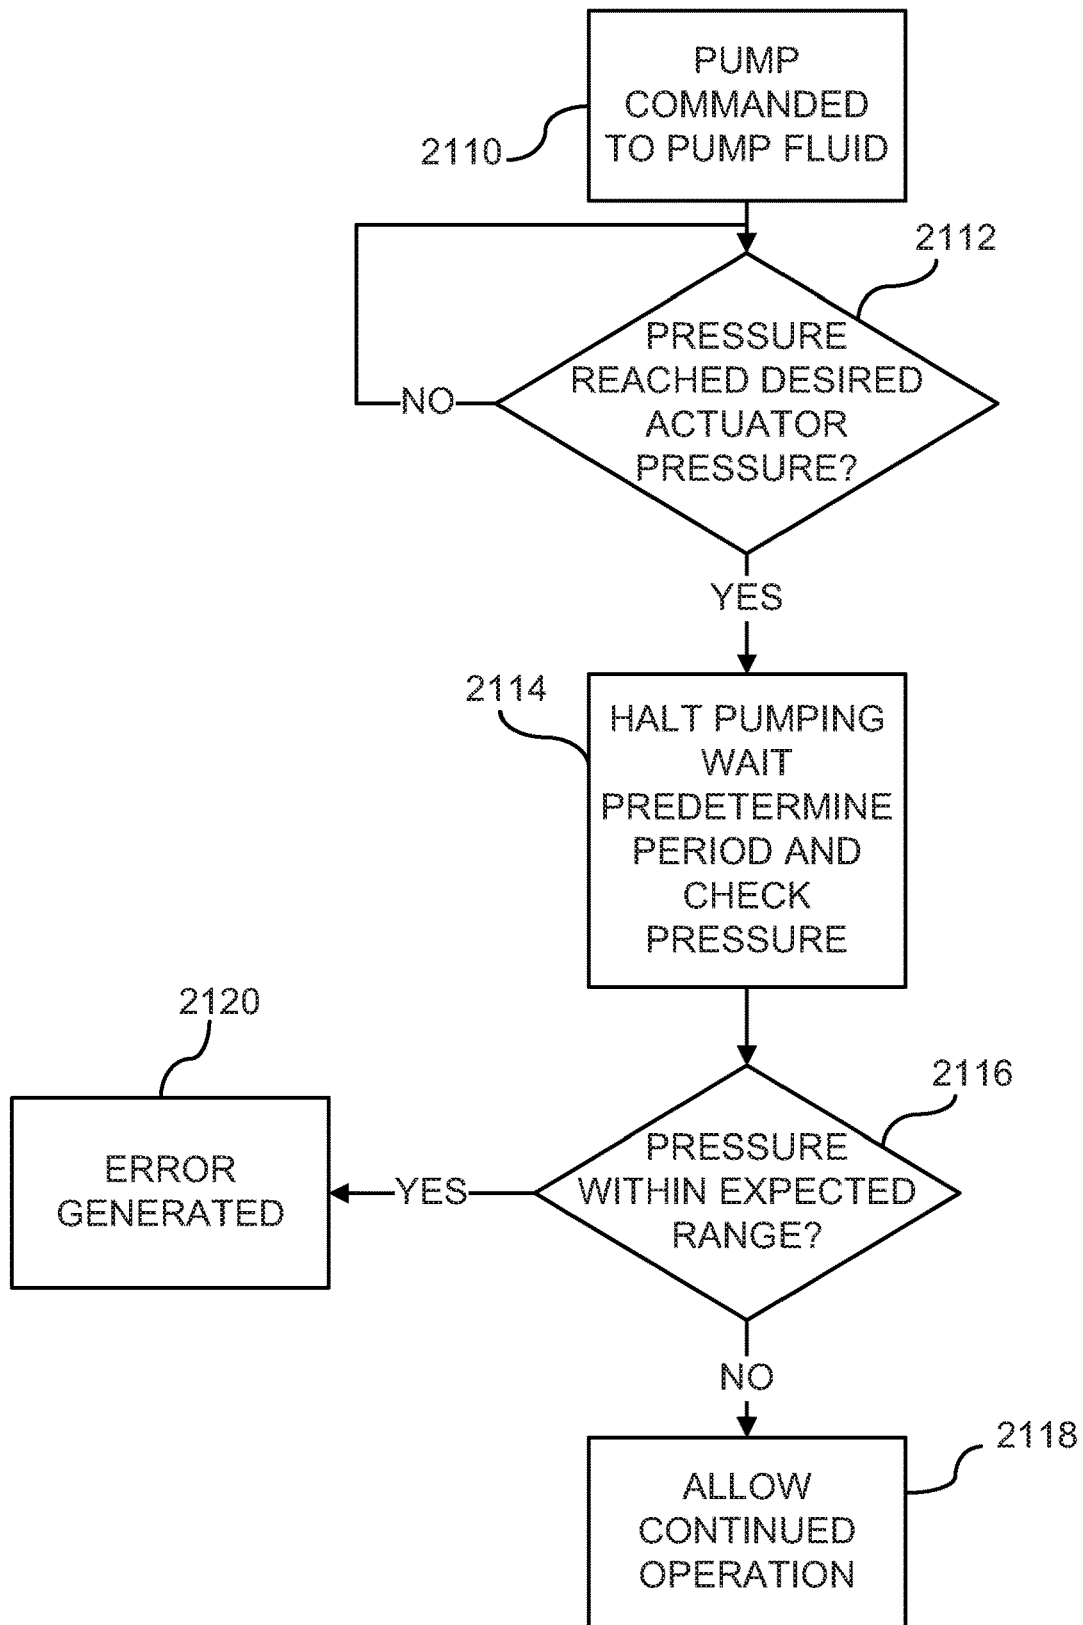 PUMP
COMMANDED
TO PUMP FLUID
2110
2112
PRESSURE
REACHED DESIRED
ACTUATOR
PRESSURE?
NO
YES
2114
HALT PUMPING
WAIT
PREDETERMINE
PERIOD AND
CHECK
PRESSURE
2120
2116
PRESSURE
WITHIN EXPECTED
RANGE?
YES
ERROR
GENERATED
NO
2118
ALLOW
CONTINUED
OPERATION